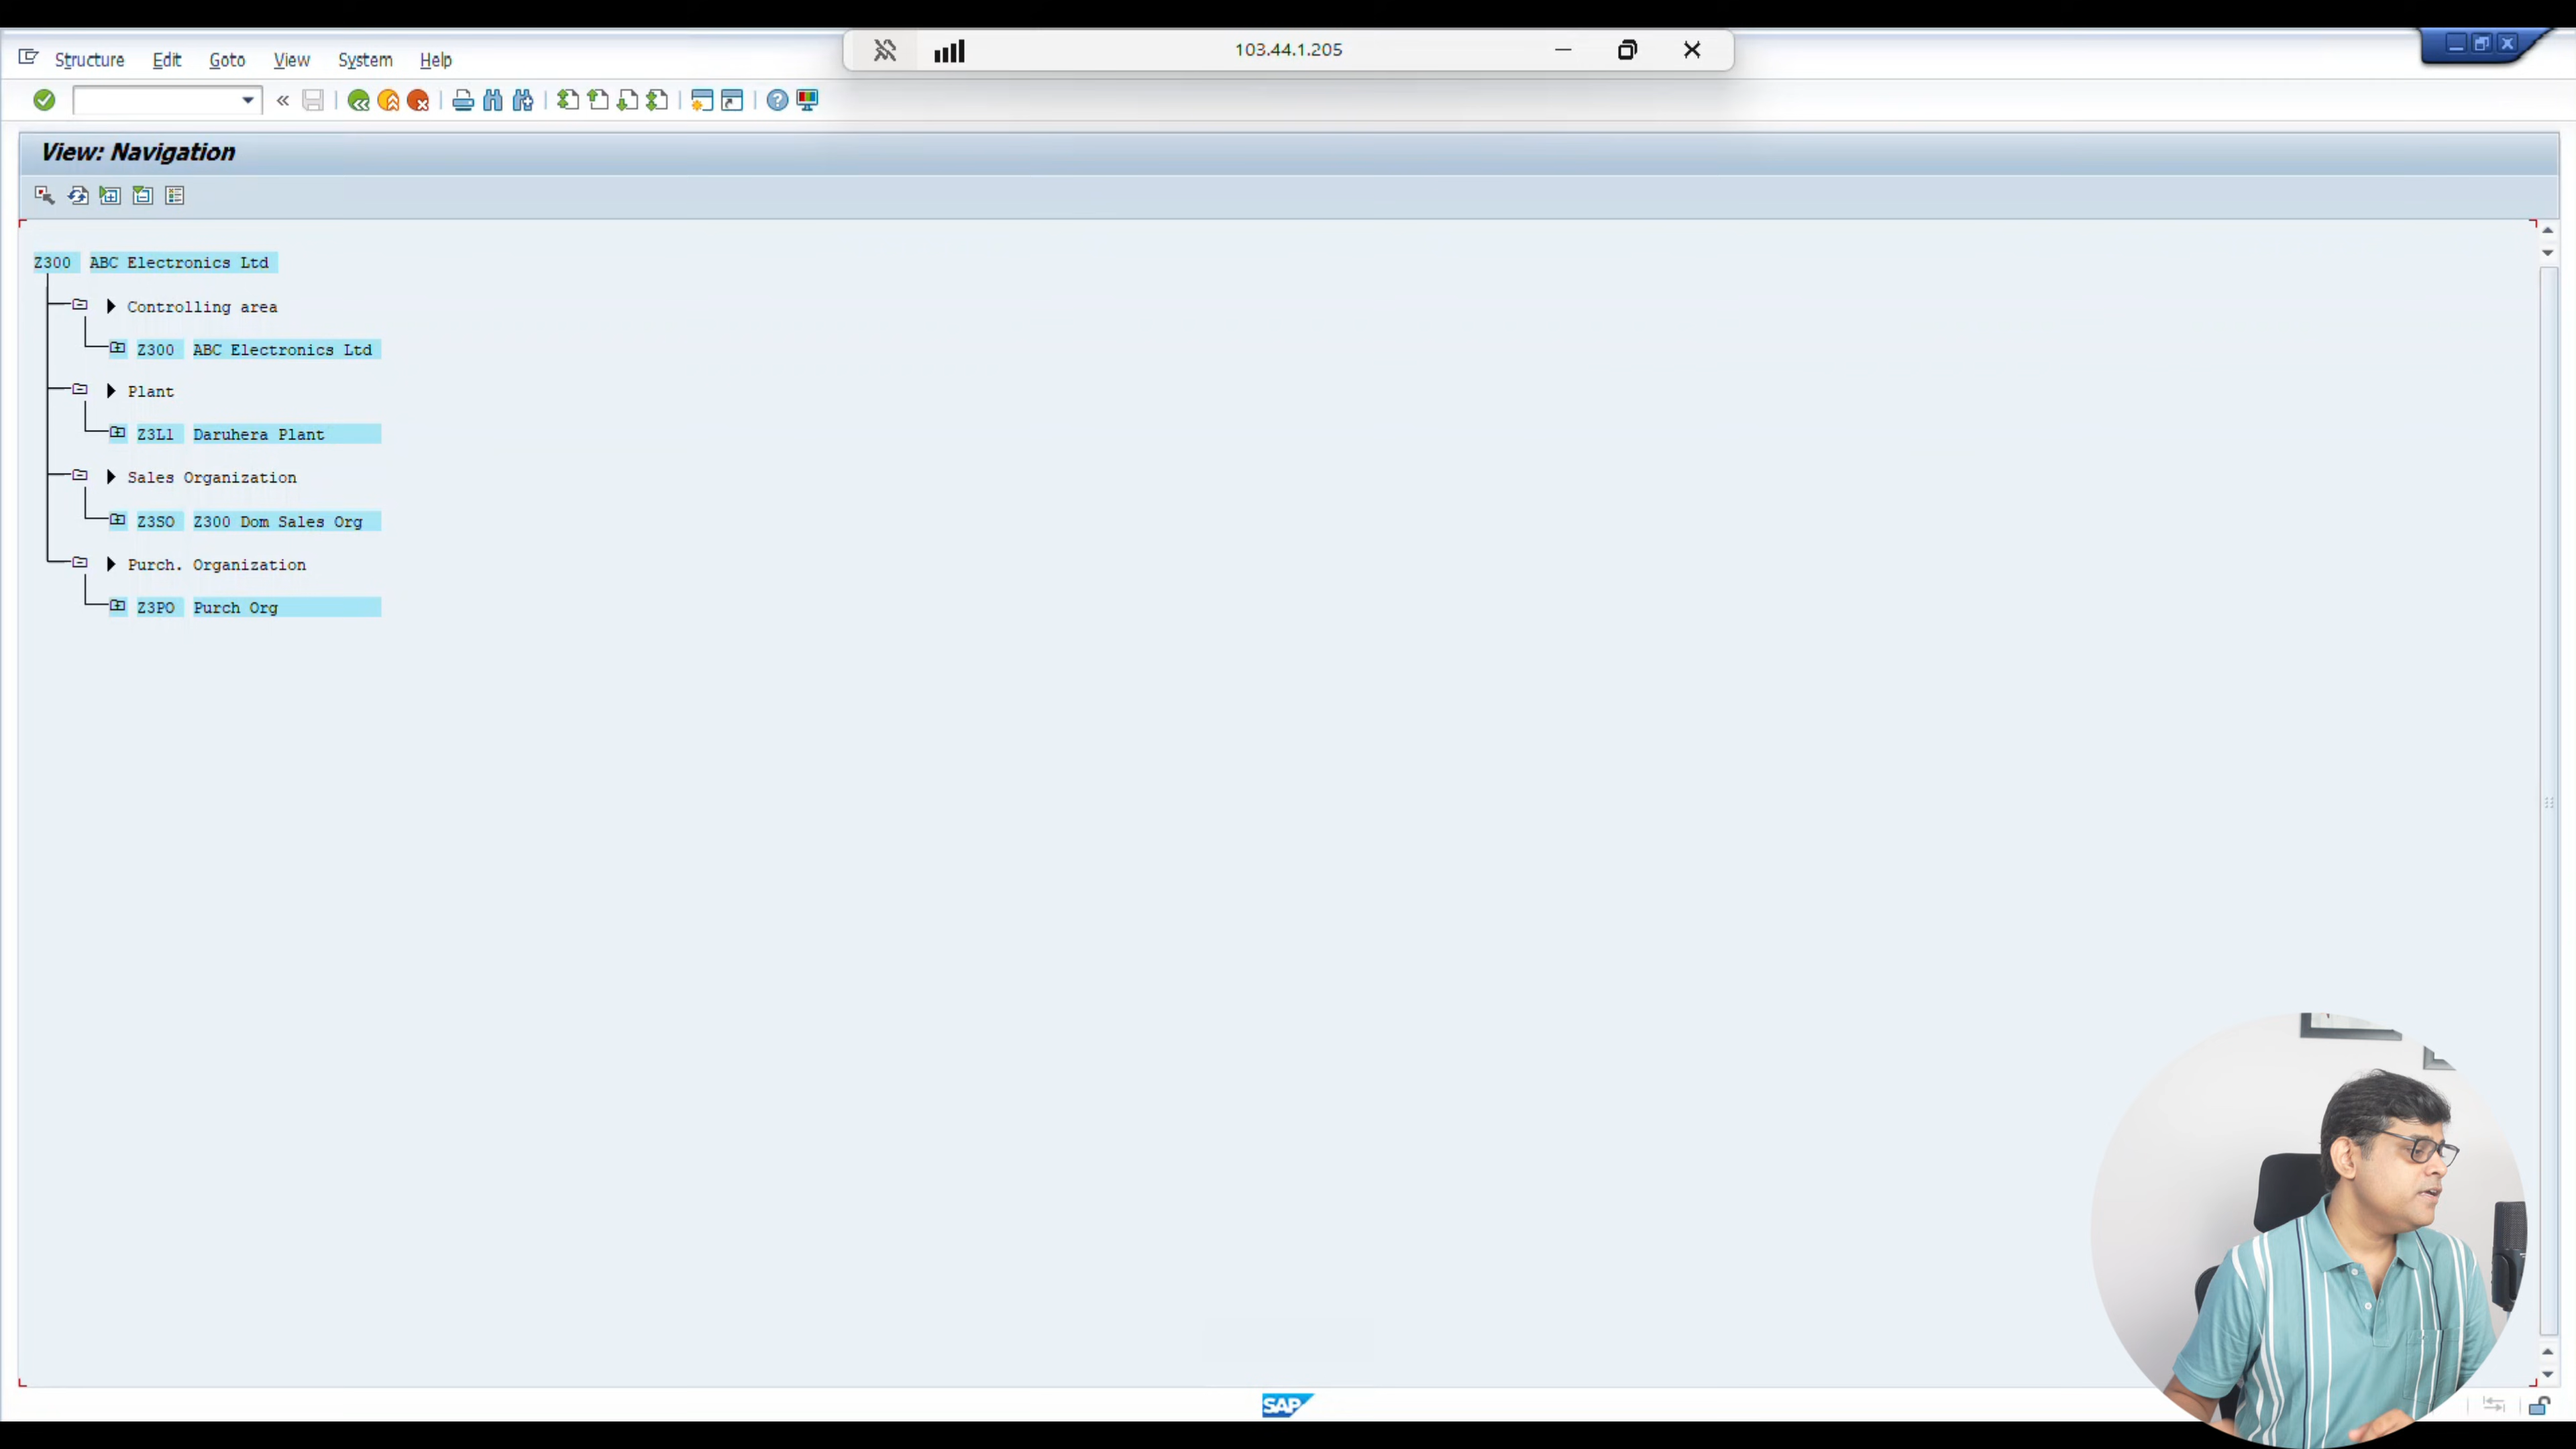 103.44.1.205
Structure Edit Goto View System Help
View: Navigation
Z300 ABC Electronics Ltd
Controlling area
Z300 ABC Electronics Ltd
Plant
Z3L1 Daruhera Plant
Sales Organization
Z3SO Z300 Dom Sales Org
Purch. Organization
Z3PO Purch Org
SAP